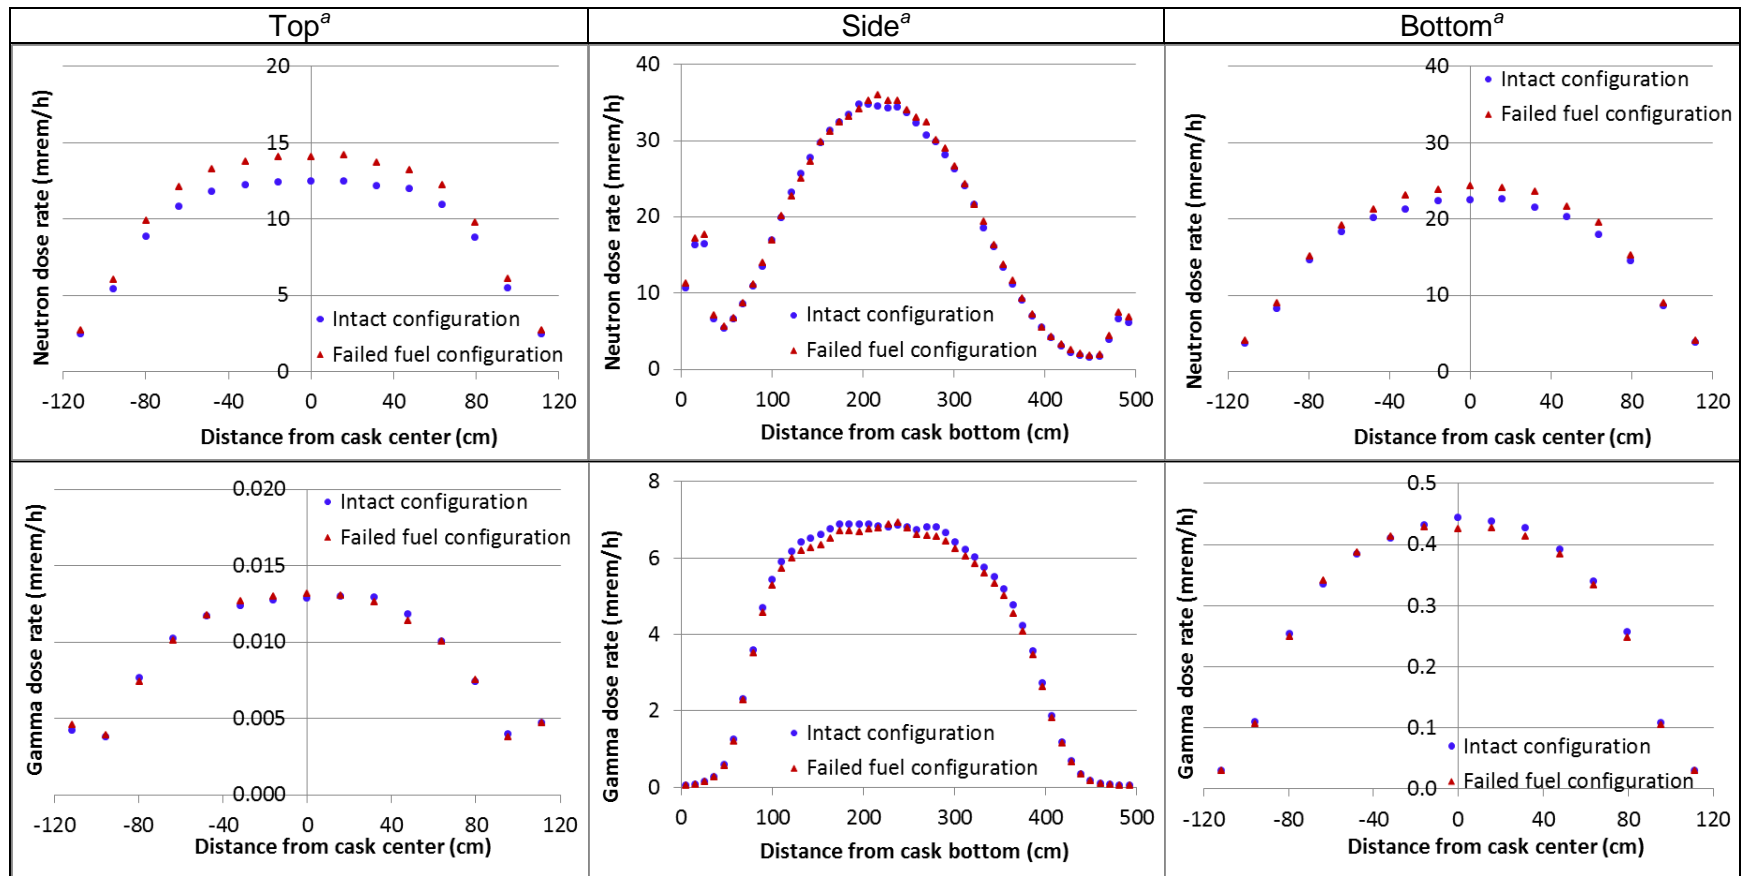 Topᵃ
Sideᵃ
Bottomᵃ
Neutron dose rate (mrem/h)
20
15
10
5
0
Intact configuration
Failed fuel configuration
-120 -80 -40 0 40 80 120
Distance from cask center (cm)
Neutron dose rate (mrem/h)
40
30
20
10
0
Intact configuration
Failed fuel configuration
0 100 200 300 400 500
Distance from cask bottom (cm)
Neutron dose rate (mrem/h)
40
30
20
10
0
Intact configuration
Failed fuel configuration
-120 -80 -40 0 40 80 120
Distance from cask center (cm)
Gamma dose rate (mrem/h)
0.020
0.015
0.010
0.005
0.000
Intact configuration
Failed fuel configuration
-120 -80 -40 0 40 80 120
Distance from cask center (cm)
Gamma dose rate (mrem/h)
8
6
4
2
0
Intact configuration
Failed fuel configuration
0 100 200 300 400 500
Distance from cask bottom (cm)
Gamma dose rate (mrem/h)
0.5
0.4
0.3
0.2
0.1
0.0
Intact configuration
Failed fuel configuration
-120 -80 -40 0 40 80 120
Distance from cask center (cm)